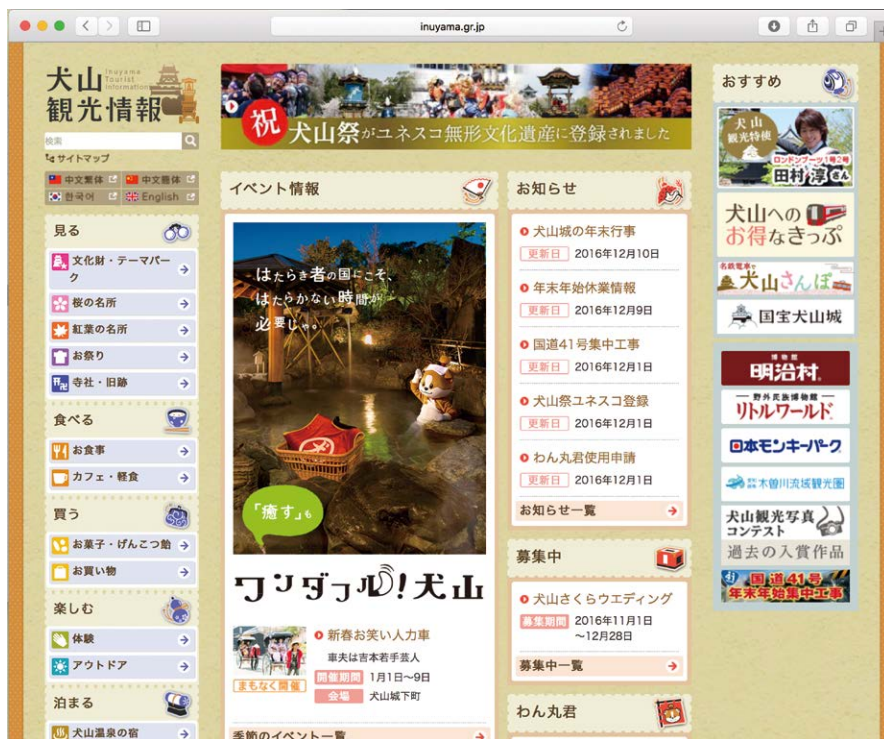 inuyama.gr.jp
犬山
Inuyama
Tourist
Information
観光情報
検索
サイトマップ
中文繁体
中文簡体
한국어
English
見る
文化財・テーマパー
ク
桜の名所
紅葉の名所
お祭り
寺社・旧跡
食べる
お食事
カフェ・軽食
買う
お菓子・げんこつ飴
お買い物
楽しむ
体験
アウトドア
泊まる
犬山温泉の宿
祝 犬山祭がユネスコ無形文化遺産に登録されました
イベント情報
はたらき者の国にこそ、
はたらかない時間が
必要じゃ。
「癒す」も
ワンダフル!犬山
新春お笑い人力車
車夫は吉本若手芸人
開催期間 1月1日~9日
会場 犬山城下町
まもなく開催
季節のイベント一覧
お知らせ
犬山城の年末行事
更新日 2016年12月10日
年末年始休業情報
更新日 2016年12月9日
国道41号集中工事
更新日 2016年12月1日
犬山祭ユネスコ登録
更新日 2016年12月1日
わん丸君使用申請
更新日 2016年12月1日
お知らせ一覧
募集中
犬山さくらウエディング
募集期間 2016年11月1日
~12月28日
募集中一覧
わん丸君
おすすめ
犬山
観光特使
ロンドンブーツ1号2号
田村 淳さん
犬山への
お得なきっぷ
名鉄電車で
犬山さんぽ
国宝犬山城
博物館
明治村
野外民族博物館
リトルワールド
日本モンキーパーク
木曽川流域観光圏
犬山観光写真
コンテスト
過去の入賞作品
国道41号
年末年始集中工事